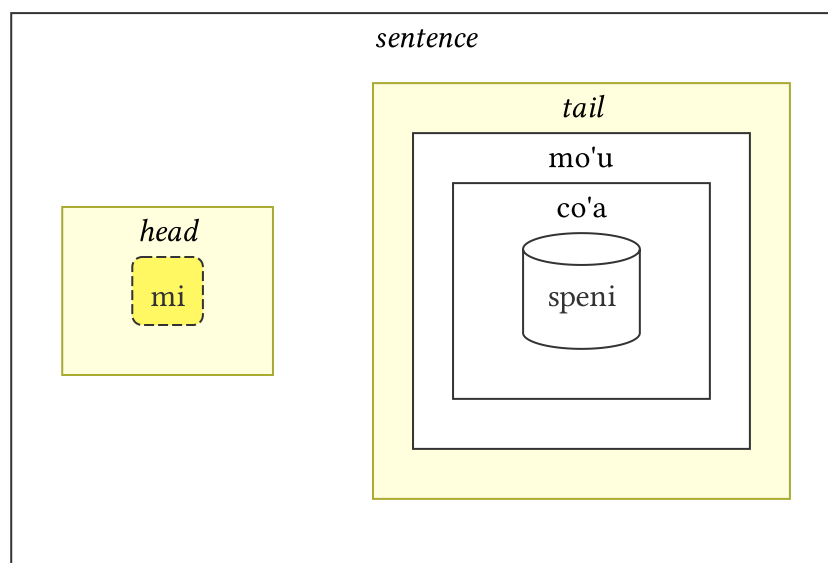 sentence
tail
mo'u
co'a
head
mi
speni